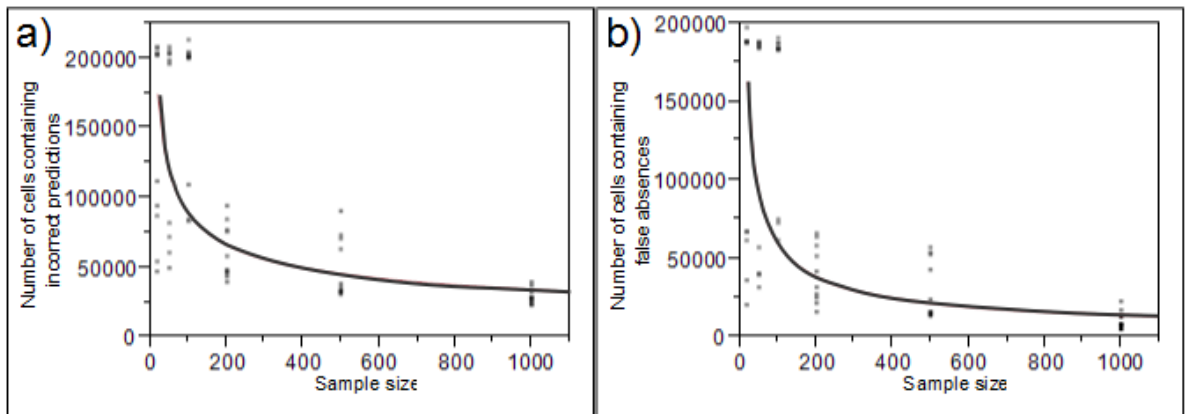 a)
Number of cells containing
incorrect predictions
200000
150000
100000
50000
0
0 200 400 600 800 1000
Sample size
b)
Number of cells containing
false absences
200000
150000
100000
50000
0
0 200 400 600 800 1000
Sample size